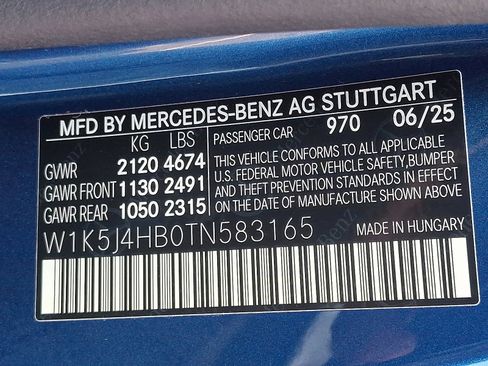 MFD BY MERCEDES-BENZ AG STUTTGART
KG LBS PASSENGER CAR 970 06/25
GVWR 2120 4674
GAWR FRONT 1130 2491
GAWR REAR 1050 2315
THIS VEHICLE CONFORMS TO ALL APPLICABLE
U.S. FEDERAL MOTOR VEHICLE SAFETY, BUMPER
AND THEFT PREVENTION STANDARDS IN EFFECT
ON THE DATE OF MANUFACTURE SHOWN ABOVE.
W1K5J4HB0TN583165 MADE IN HUNGARY